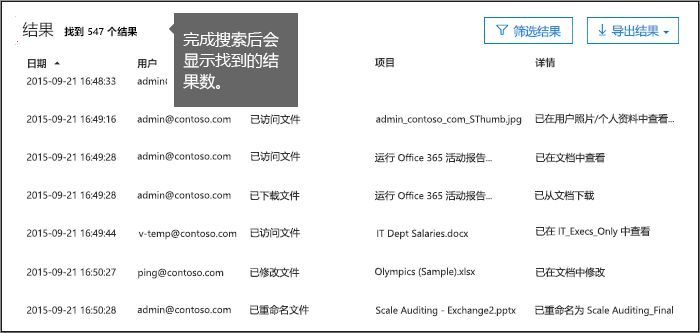 结果 找到 547 个结果
完成搜索后会
显示找到的结
果数。
筛选结果 导出结果
日期 用户 项目 详情
2015-09-21 16:48:33 admin
2015-09-21 16:49:16 admin@contoso.com 已访问文件 admin_contoso_com_SThumb.jpg 已在用户照片/个人资料中查看...
2015-09-21 16:49:28 admin@contoso.com 已访问文件 运行 Office 365 活动报告... 已在文档中查看
2015-09-21 16:49:28 admin@contoso.com 已下载文件 运行 Office 365 活动报告... 已从文档下载
2015-09-21 16:49:44 v-temp@contoso.com 已访问文件 IT Dept Salaries.docx 已在 IT_Execs_Only 中查看
2015-09-21 16:50:27 ping@contoso.com 已修改文件 Olympics (Sample).xlsx 已在文档中修改
2015-09-21 16:50:28 admin@contoso.com 已重命名文件 Scale Auditing - Exchange2.pptx 已重命名为 Scale Auditing_Final